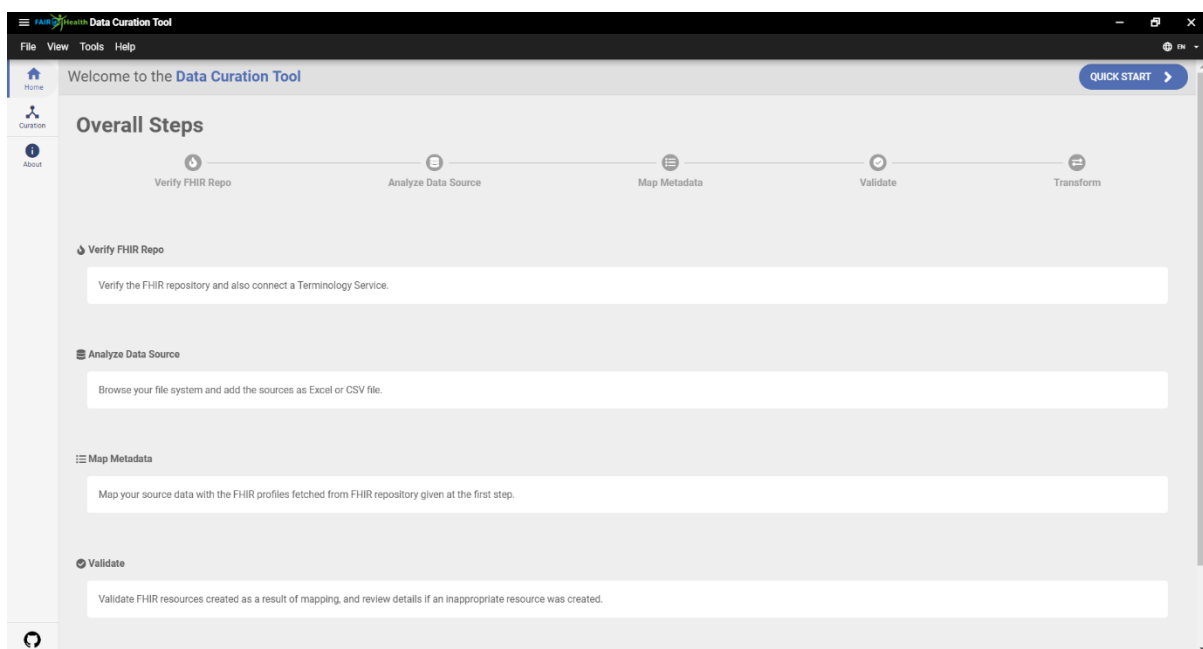 FAIR4Health Data Curation Tool
File View Tools Help
EN
Home
Welcome to the Data Curation Tool
QUICK START
Curation
Overall Steps
About
Verify FHIR Repo
Analyze Data Source
Map Metadata
Validate
Transform
Verify FHIR Repo
Verify the FHIR repository and also connect a Terminology Service.
Analyze Data Source
Browse your file system and add the sources as Excel or CSV file.
Map Metadata
Map your source data with the FHIR profiles fetched from FHIR repository given at the first step.
Validate
Validate FHIR resources created as a result of mapping, and review details if an inappropriate resource was created.